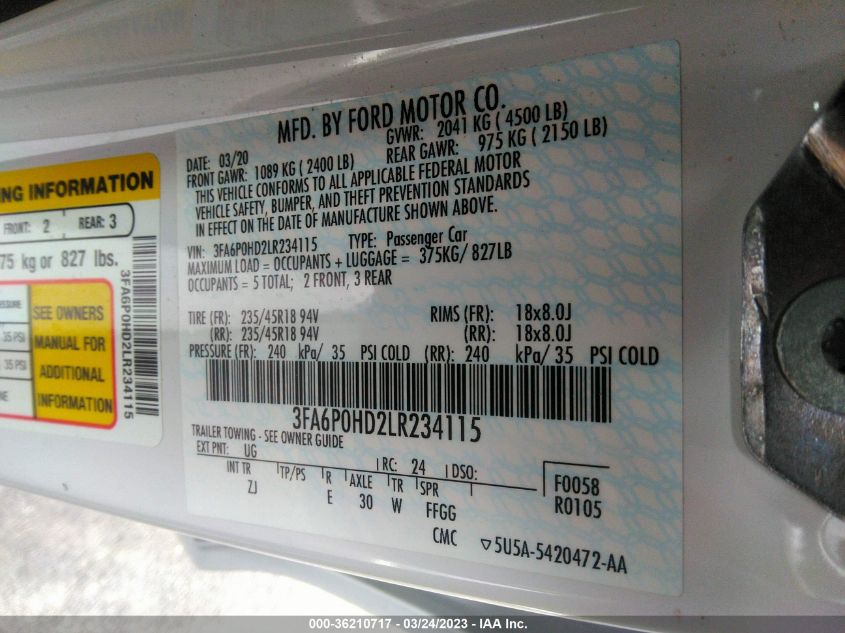 MFD. BY FORD MOTOR CO.
DATE: 03/20 GVWR: 2041 KG ( 4500 LB)
FRONT GAWR: 1089 KG ( 2400 LB) REAR GAWR: 975 KG ( 2150 LB)
THIS VEHICLE CONFORMS TO ALL APPLICABLE FEDERAL MOTOR
VEHICLE SAFETY, BUMPER, AND THEFT PREVENTION STANDARDS
IN EFFECT ON THE DATE OF MANUFACTURE SHOWN ABOVE.
VIN: 3FA6P0HD2LR234115 TYPE: Passenger Car
MAXIMUM LOAD = OCCUPANTS + LUGGAGE = 375KG/ 827LB
OCCUPANTS = 5 TOTAL; 2 FRONT, 3 REAR
TIRE (FR): 235/45R18 94V RIMS (FR): 18x8.0J
(RR): 235/45R18 94V (RR): 18x8.0J
PRESSURE (FR): 240 kPa/ 35 PSI COLD (RR): 240 kPa/ 35 PSI COLD
3FA6P0HD2LR234115
TRAILER TOWING - SEE OWNER GUIDE
EXT PNT: UG RC: 24 DSO:
INT TR TP/PS R AXLE TR SPR
ZJ E 30 W FFGG
F0058
R0105
CMC ▽5U5A-5420472-AA
NG INFORMATION
FRONT: 2 REAR: 3
75 kg or 827 lbs.
3FA6P0HD2LR234115
SEE OWNERS
MANUAL FOR
ADDITIONAL
INFORMATION
35 PSI
35 PSI
000-36210717 - 03/24/2023 - IAA Inc.